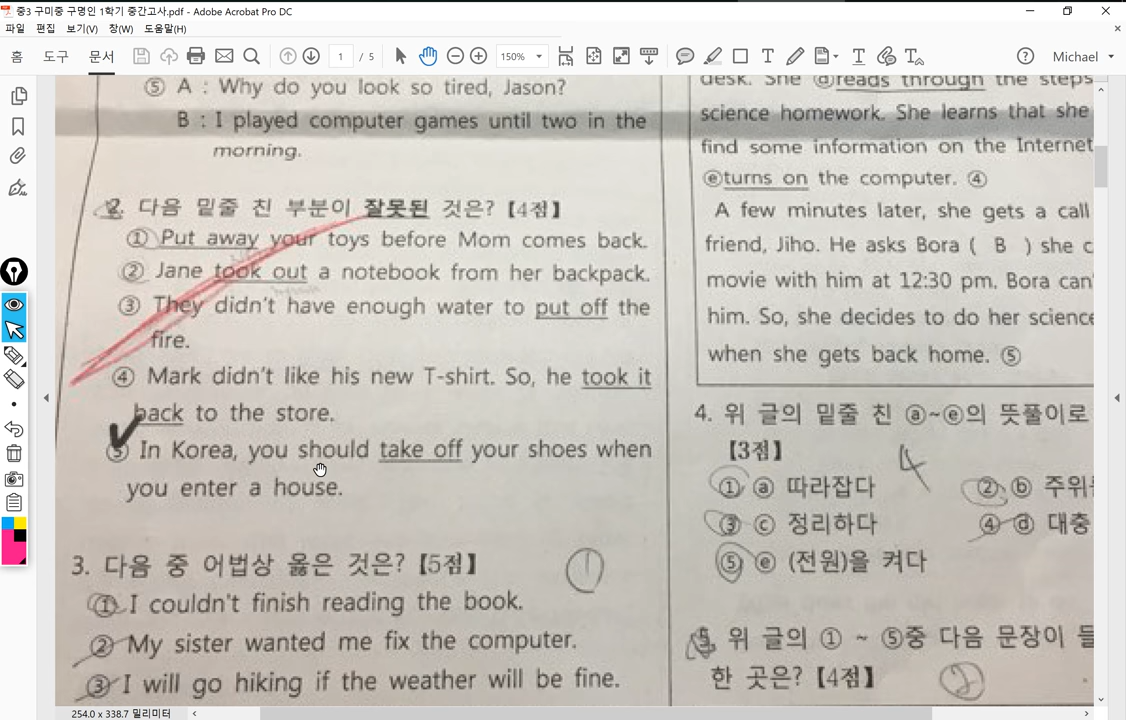 중3 구미중 구명인 1학기 중간고사.pdf - Adobe Acrobat Pro DC
파일 편집 보기(V) 창(W) 도움말(H)
홈 도구 문서 1 / 5 150% Michael
⑤ A : Why do you look so tired, Jason?
B : I played computer games until two in the
morning.
2. 다음 밑줄 친 부분이 잘못된 것은? 【4점】
① Put away your toys before Mom comes back.
② Jane took out a notebook from her backpack.
③ They didn't have enough water to put off the
fire.
④ Mark didn't like his new T-shirt. So, he took it
back to the store.
⑤ In Korea, you should take off your shoes when
you enter a house.
3. 다음 중 어법상 옳은 것은? 【5점】 ①
① I couldn't finish reading the book.
② My sister wanted me fix the computer.
③ I will go hiking if the weather will be fine.
desk. She ⓓreads through the steps
science homework. She learns that she
find some information on the Internet
ⓔturns on the computer. ④
A few minutes later, she gets a call
friend, Jiho. He asks Bora ( B ) she c
movie with him at 12:30 pm. Bora can'
him. So, she decides to do her science
when she gets back home. ⑤
4. 위 글의 밑줄 친 ⓐ~ⓔ의 뜻풀이로
【3점】 4
① ⓐ 따라잡다 ② ⓑ 주위를
③ ⓒ 정리하다 ④ ⓓ 대충
⑤ ⓔ (전원)을 켜다
5. 위 글의 ① ~ ⑤중 다음 문장이 들
한 곳은? 【4점】 ②
254.0 x 338.7 밀리미터